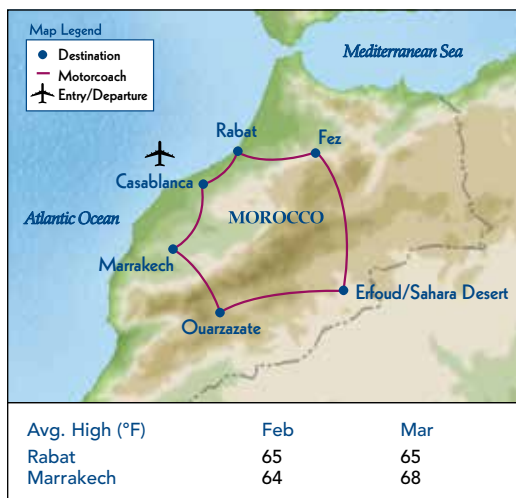 Map Legend
Destination
Motorcoach
Entry/Departure
Mediterranean Sea
Rabat
Fez
Casablanca
Atlantic Ocean
MOROCCO
Marrakech
Erfoud/Sahara Desert
Ouarzazate
Avg. High (°F) Feb Mar
Rabat 65 65
Marrakech 64 68